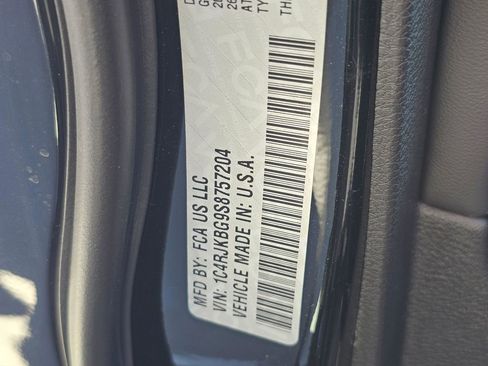 MFD BY: FCA US LLC
VIN: 1C4RJKBG9S8757204
VEHICLE MADE IN: U.S.A.